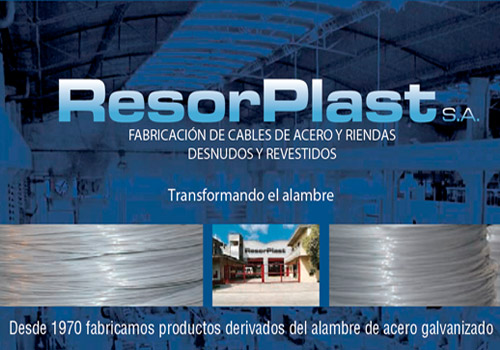 ResorPlast S.A.
FABRICACIÓN DE CABLES DE ACERO Y RIENDAS
DESNUDOS Y REVESTIDOS
Transformando el alambre
ResorPlast
Desde 1970 fabricamos productos derivados del alambre de acero galvanizado